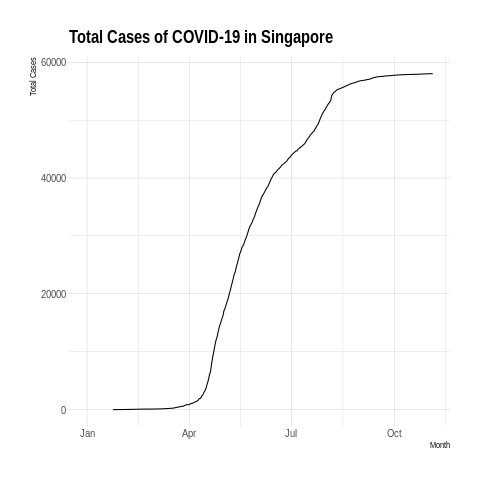 Total Cases of COVID-19 in Singapore
Total Cases
60000
40000
20000
0
Jan Apr Jul Oct
Month